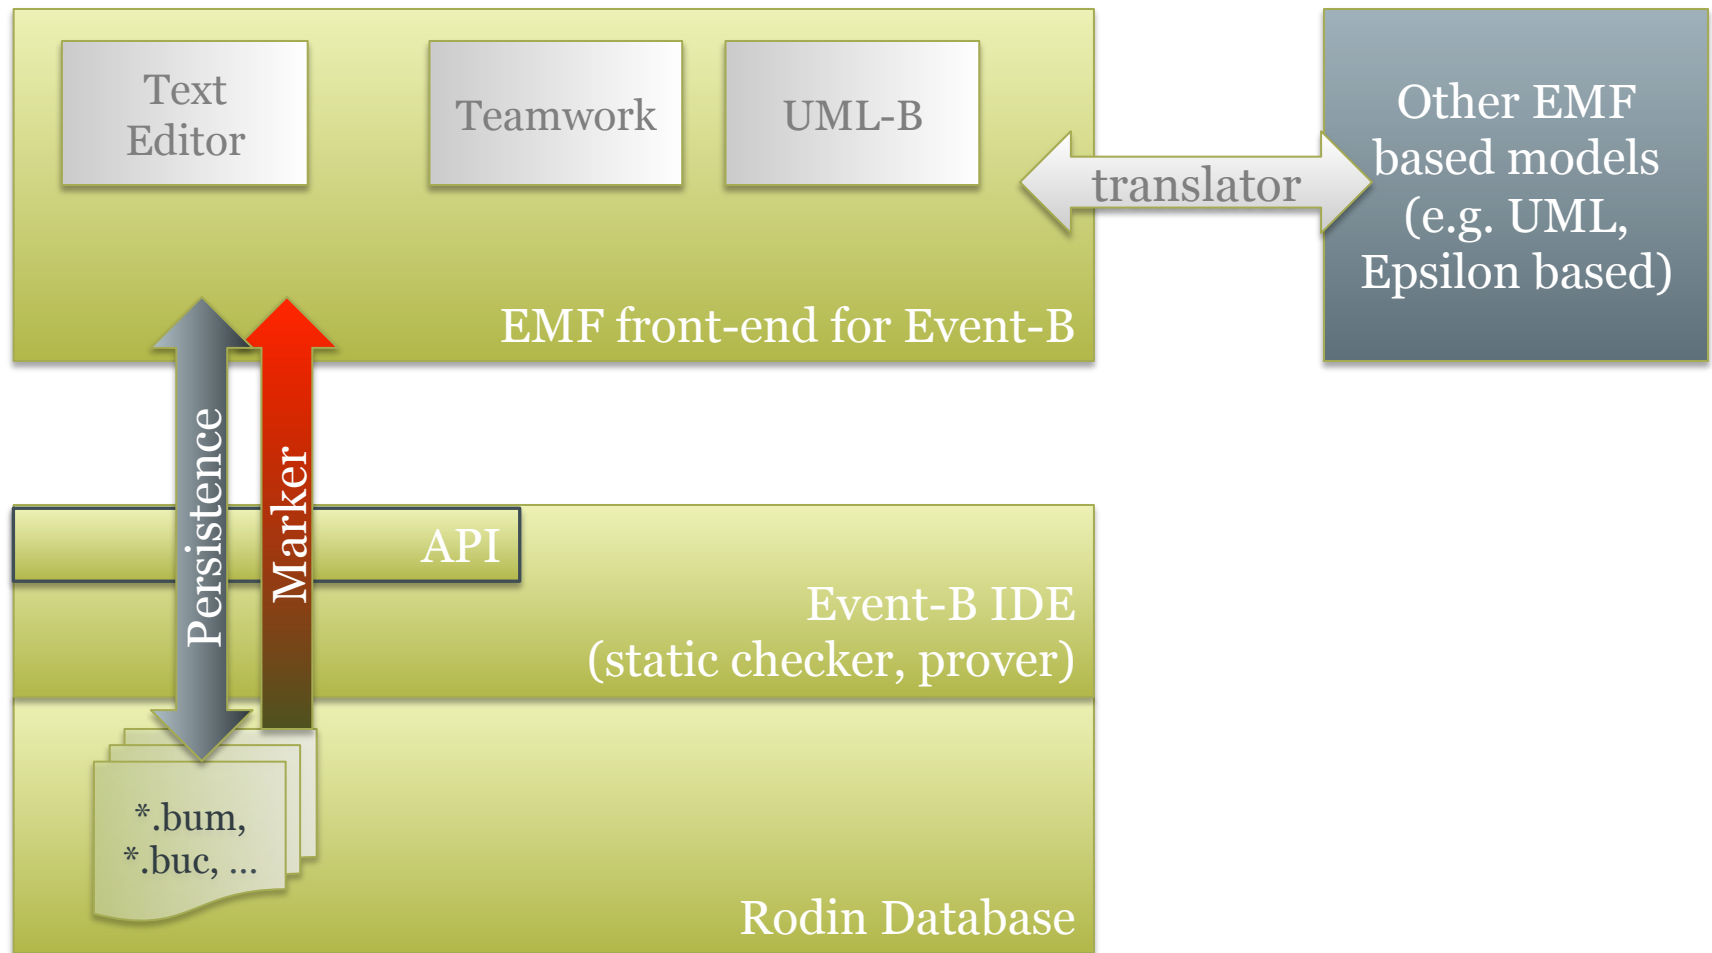 Text
Editor
Teamwork
UML-B
translator
Other EMF
based models
(e.g. UML,
Epsilon based)
EMF front-end for Event-B
Persistence
Marker
API
Event-B IDE
(static checker, prover)
*.bum,
*.buc, ...
Rodin Database